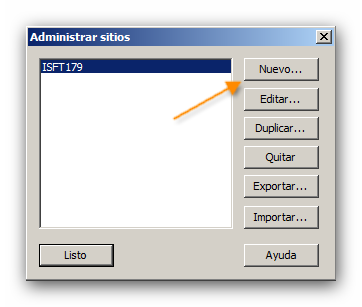 Administrar sitios
ISFT179
Nuevo...
Editar...
Duplicar...
Quitar
Exportar...
Importar...
Listo
Ayuda